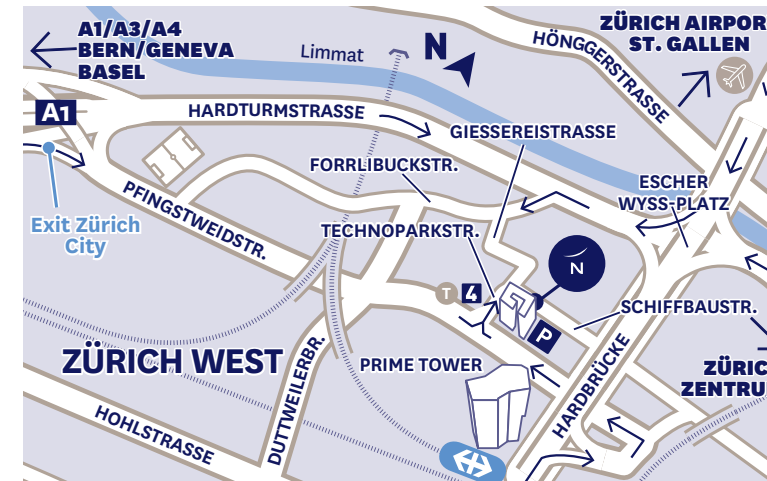 A1/A3/A4
BERN/GENEVA
BASEL
Limmat
N
HÖNGGERSTRASSE
ZÜRICH AIRPOR
ST. GALLEN
A1
HARDTURMSTRASSE
GIESSEREISTRASSE
FORRLIBUCKSTR.
ESCHER
WYSS-PLATZ
PFINGSTWEIDSTR.
Exit Zürich
City
TECHNOPARKSTR.
N
T 4
P
SCHIFFBAUSTR.
ZÜRICH WEST
PRIME TOWER
HARDBRÜCKE
ZÜRIC
ZENTRU
DUTTWEILERBR.
HOHLSTRASSE